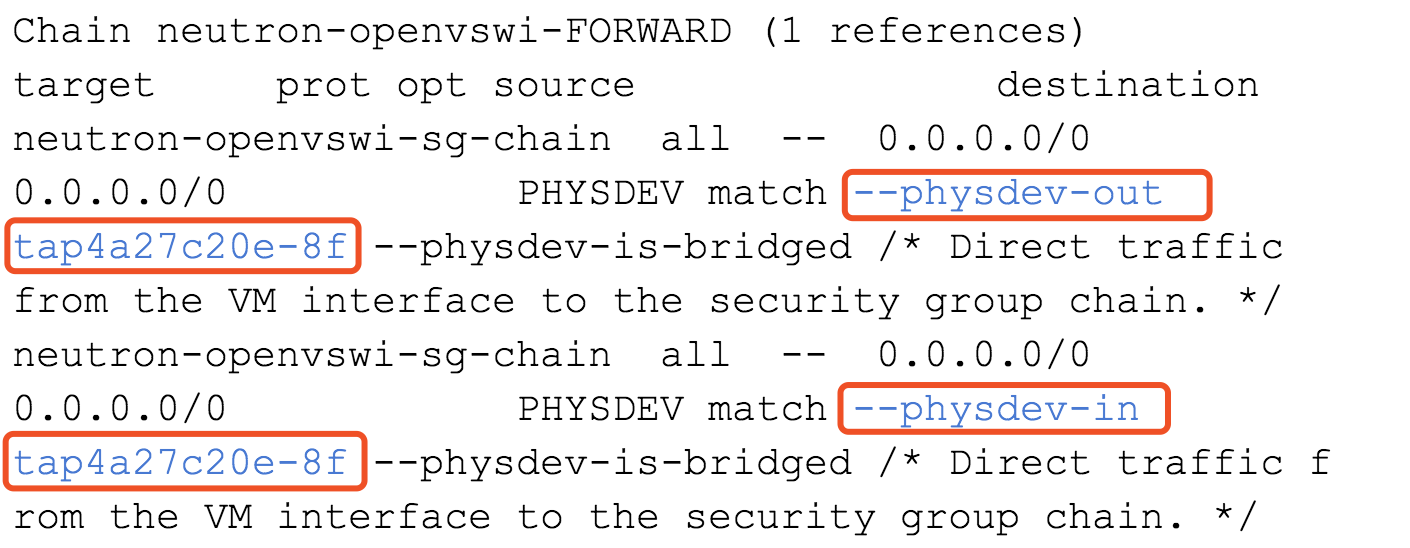 Chain neutron-openvswi-FORWARD (1 references)
target     prot opt source               destination
neutron-openvswi-sg-chain  all  --  0.0.0.0/0
0.0.0.0/0            PHYSDEV match --physdev-out
tap4a27c20e-8f --physdev-is-bridged /* Direct traffic
from the VM interface to the security group chain. */
neutron-openvswi-sg-chain  all  --  0.0.0.0/0
0.0.0.0/0            PHYSDEV match --physdev-in
tap4a27c20e-8f --physdev-is-bridged /* Direct traffic f
rom the VM interface to the security group chain. */